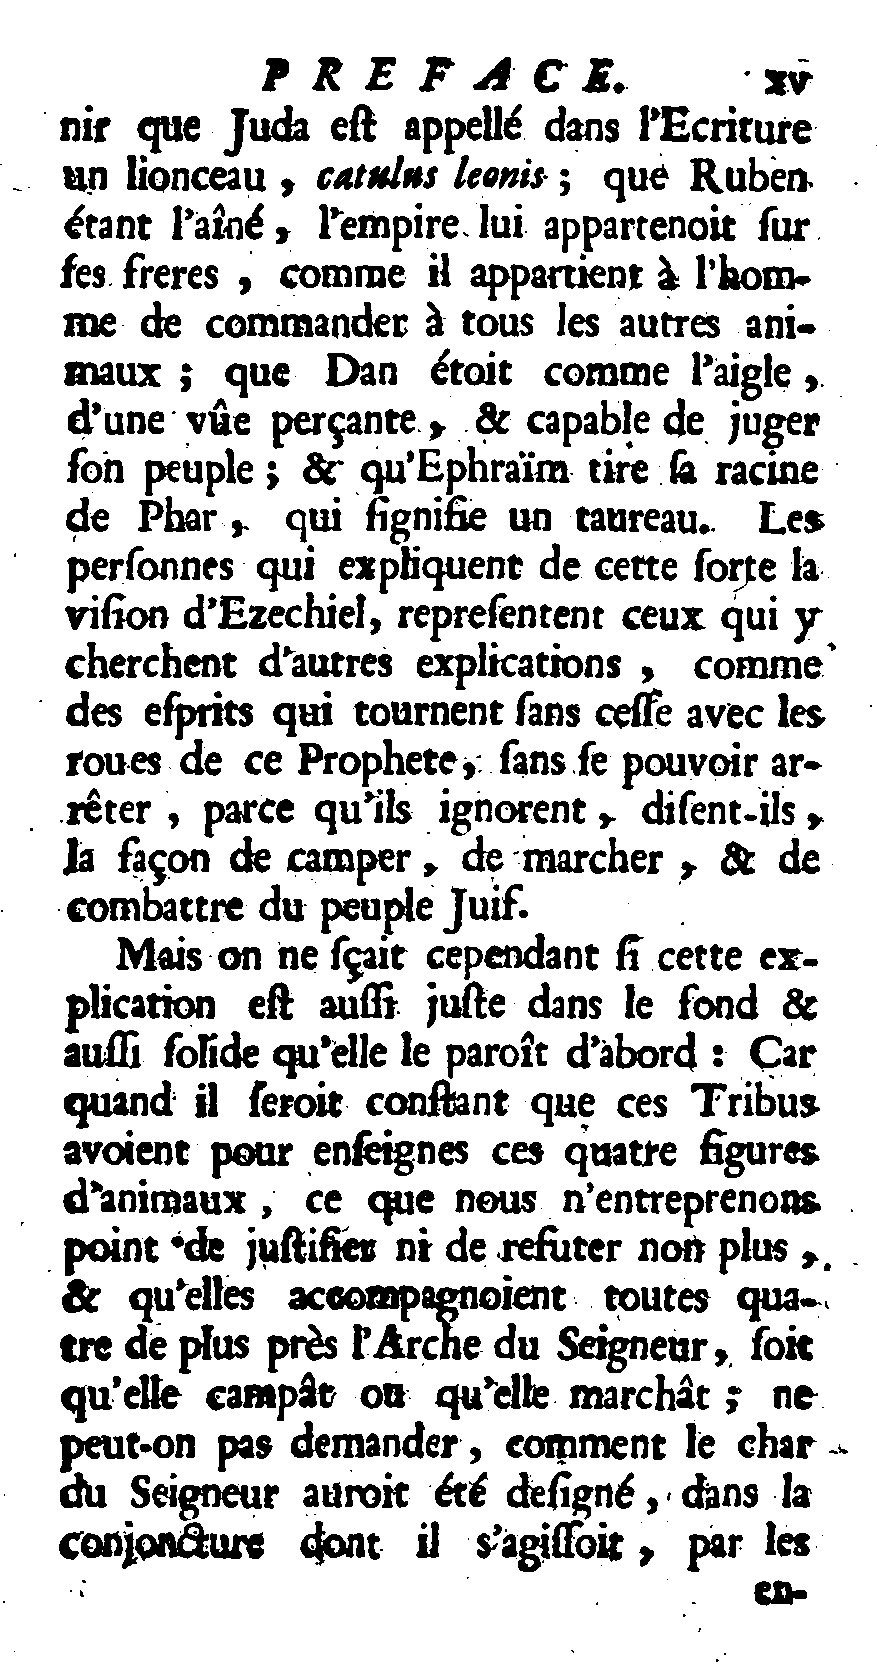 PREFACE. xv
nir que Juda eſt appellé dans l'Ecriture
un lionceau, catulus leonis; que Ruben
étant l'aîné, l'empire lui appartenoit ſur
ſes freres, comme il appartient à l'hom-
me de commander à tous les autres ani-
maux; que Dan étoit comme l'aigle,
d'une vûe perçante, & capable de juger
ſon peuple; & qu'Ephraïm tire ſa racine
de Phar, qui ſignifie un taureau. Les
perſonnes qui expliquent de cette ſorte la
viſion d'Ezechiel, repreſentent ceux qui y
cherchent d'autres explications, comme
des eſprits qui tournent ſans ceſſe avec les
roues de ce Prophete, ſans ſe pouvoir ar-
rêter, parce qu'ils ignorent, diſent-ils,
la façon de camper, de marcher, & de
combattre du peuple Juif.
Mais on ne ſçait cependant ſi cette ex-
plication eſt auſſi juſte dans le fond &
auſſi ſolide qu'elle le paroît d'abord : Car
quand il ſeroit conſtant que ces Tribus
avoient pour enſeignes ces quatre figures
d'animaux, ce que nous n'entreprenons
point de juſtifier ni de refuter non plus,
& qu'elles accompagnoient toutes qua-
tre de plus près l'Arche du Seigneur, ſoit
qu'elle campât ou qu'elle marchât; ne
peut-on pas demander, comment le char
du Seigneur auroit été deſigné, dans la
conjoncture dont il s'agiſſoit, par les
en-